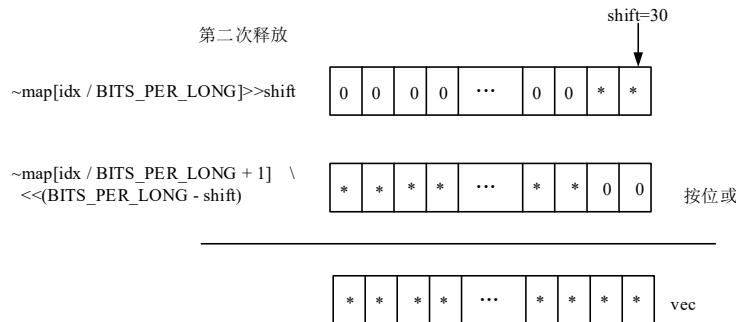 shift=30
第二次释放
~map[idx / BITS_PER_LONG]>>shift
0 0 0 0 ... 0 0 * *
~map[idx / BITS_PER_LONG + 1] \
<<(BITS_PER_LONG - shift)
* * * * ... * * 0 0
按位或
* * * * ... * * * *
vec